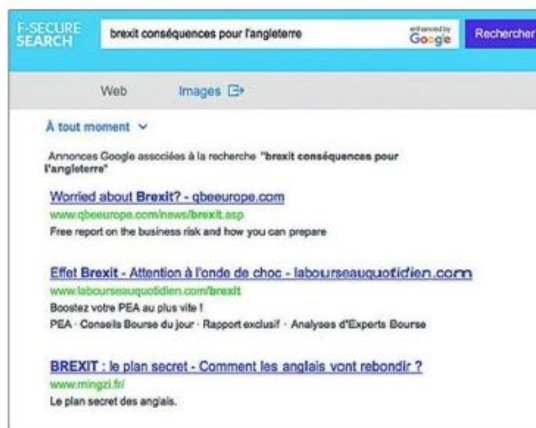 F-SECURE
SEARCH
brexit conséquences pour l'angleterre
enhanced by
Google
Rechercher
Web
Images
À tout moment
Annonces Google associées à la recherche "brexit conséquences pour
l'angleterre"
Worried about Brexit? - qbeeurope.com
www.qbeeurope.com/news/brexit.asp
Free report on the business risk and how you can prepare
Effet Brexit - Attention à l'onde de choc - labourseauquotidien.com
www.labourseauquotidien.com/brexit
Boostez votre PEA au plus vite !
PEA · Conseils Bourse du jour · Rapport exclusif · Analyses d'Experts Bourse
BREXIT : le plan secret - Comment les anglais vont rebondir ?
www.mingzi.fr/
Le plan secret des anglais.